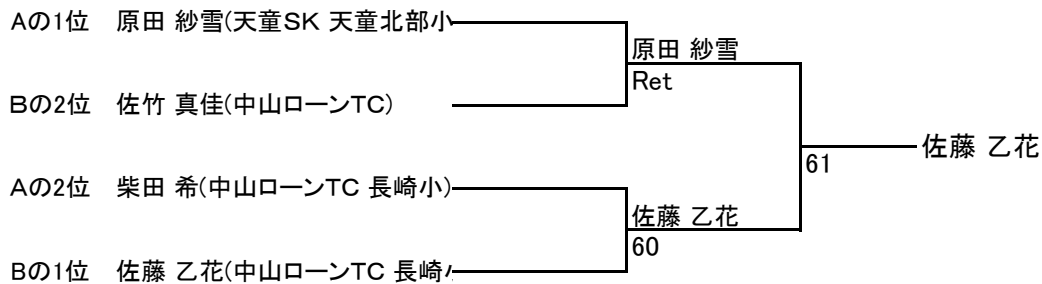 Aの1位 原田 紗雪(天童SK 天童北部小
原田 紗雪
Ret
Bの2位 佐竹 真佳(中山ローンTC)
佐藤 乙花
61
Aの2位 柴田 希(中山ローンTC 長崎小)
佐藤 乙花
60
Bの1位 佐藤 乙花(中山ローンTC 長崎